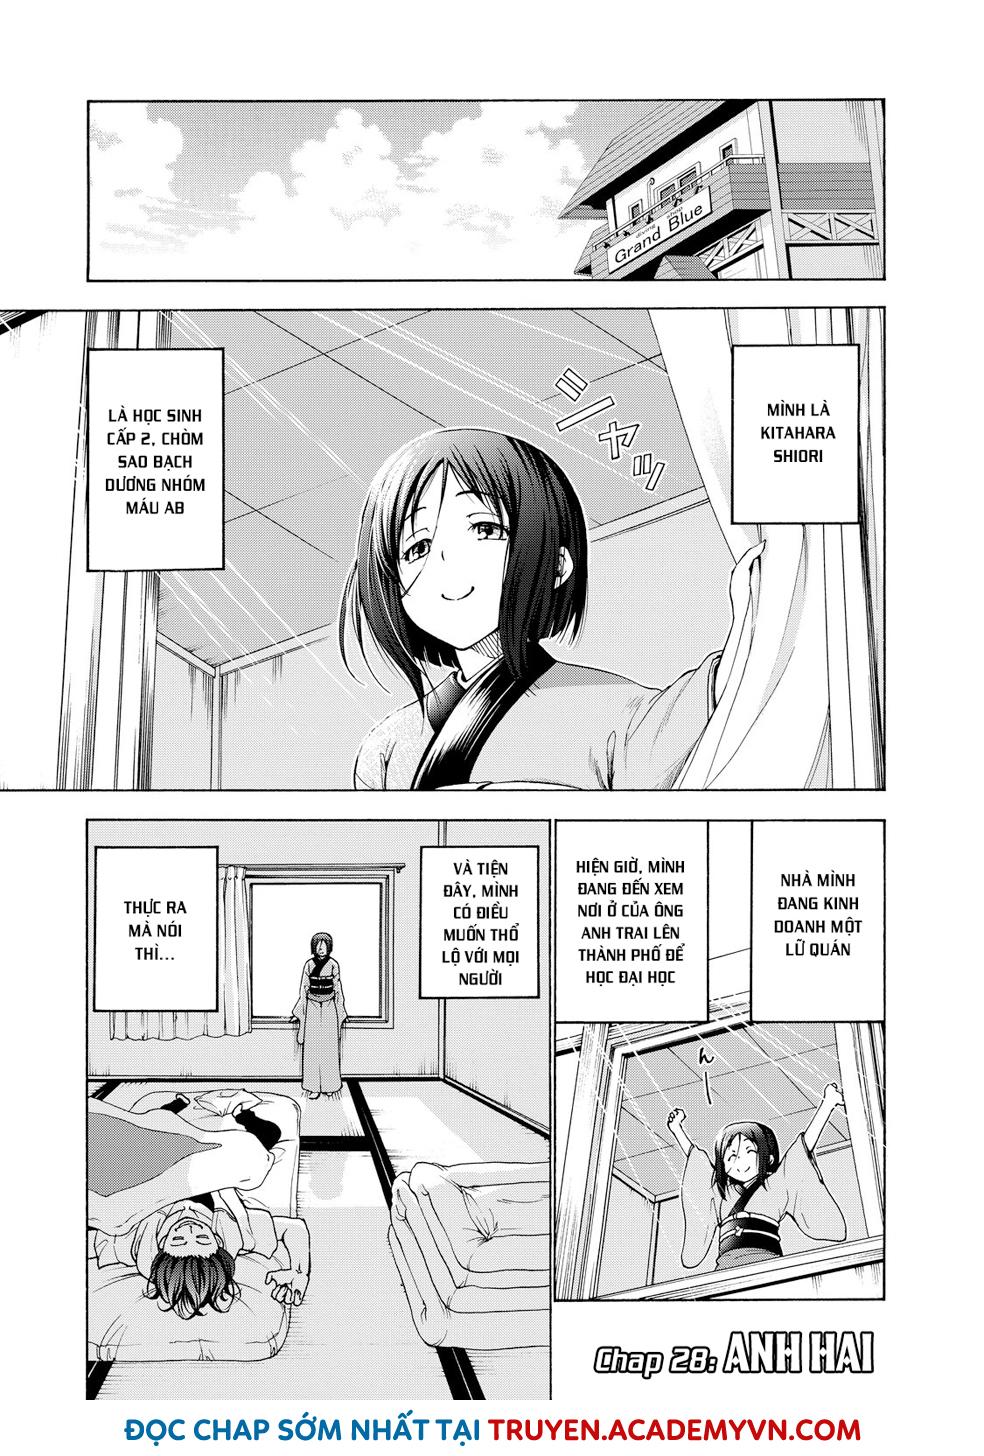 Grand Blue
MÌNH LÀ
KITAHARA
SHIORI
シャッ
LÀ HỌC SINH
CẤP 2, CHÒM
SAO BẠCH
DƯƠNG NHÓM
MÁU AB
NHÀ MÌNH
ĐANG KINH
DOANH MỘT
LỮ QUÁN
HIỆN GIỜ, MÌNH
ĐANG ĐẾN XEM
NƠI Ở CỦA ÔNG
ANH TRAI LÊN
THÀNH PHỐ ĐỂ
HỌC ĐẠI HỌC
んー
VÀ TIỆN
ĐÂY, MÌNH
CÓ ĐIỀU
MUỐN THỔ
LỘ VỚI MỌI
NGƯỜI
THỰC RA
MÀ NÓI
THÌ...
Chap 28: ANH HAI
ĐỌC CHAP SỚM NHẤT TẠI TRUYEN.ACADEMYVN.COM